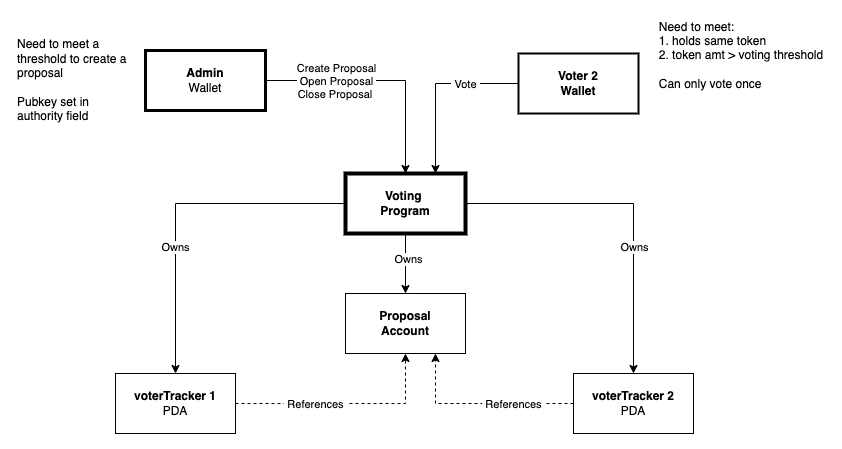 Need to meet a
threshold to create a
proposal
Pubkey set in
authority field
Admin
Wallet
Create Proposal
Open Proposal
Close Proposal
Vote
Voter 2
Wallet
Need to meet:
1. holds same token
2. token amt > voting threshold
Can only vote once
Voting
Program
Owns
Owns
Owns
Proposal
Account
voterTracker 1
PDA
References
References
voterTracker 2
PDA